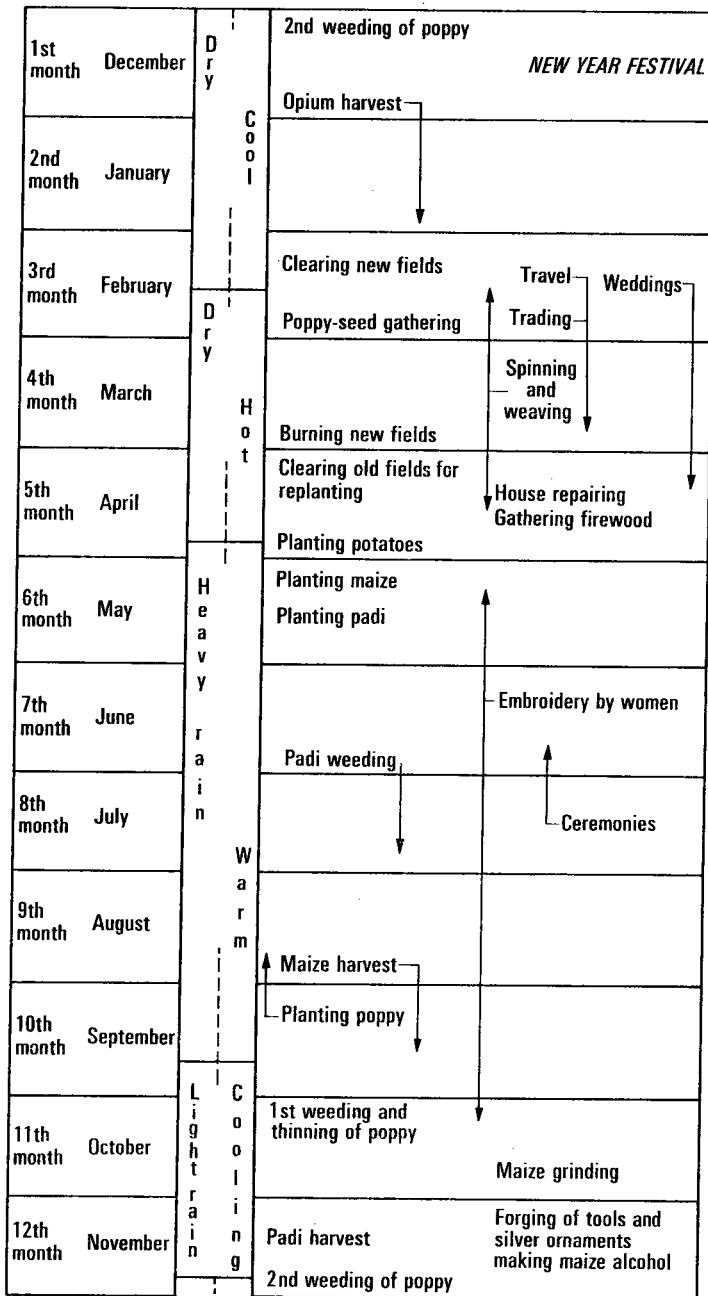 1st month December
Dry
Cool
2nd weeding of poppy
NEW YEAR FESTIVAL
Opium harvest
2nd month January
3rd month February
Clearing new fields
Travel
Weddings
Trading
Poppy-seed gathering
Dry
Hot
4th month March
Spinning
and
weaving
Burning new fields
5th month April
Clearing old fields for
replanting
House repairing
Gathering firewood
Planting potatoes
6th month May
Heavy rain
Warm
Planting maize
Planting padi
7th month June
Embroidery by women
Padi weeding
8th month July
Ceremonies
9th month August
Maize harvest
10th month September
Planting poppy
Light rain
Cooling
11th month October
1st weeding and
thinning of poppy
Maize grinding
12th month November
Padi harvest
Forging of tools and
silver ornaments
making maize alcohol
2nd weeding of poppy